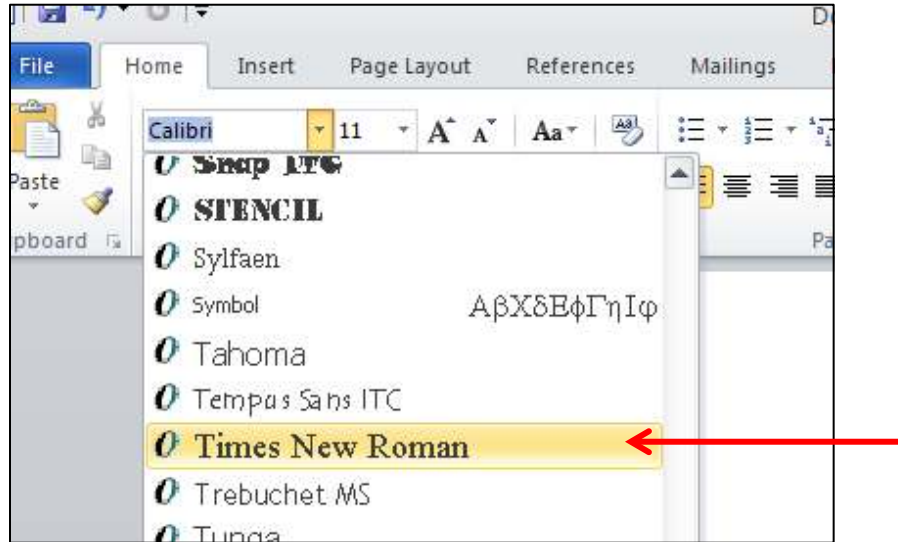 File Home Insert Page Layout References Mailings
Calibri 11 A A Aa
Paste
Snap ITC
STENCIL
Sylfaen
Symbol ΑβΧδΕφΓηΙφ
Tahoma
Tempus Sans ITC
Times New Roman
Trebuchet MS
Tunga